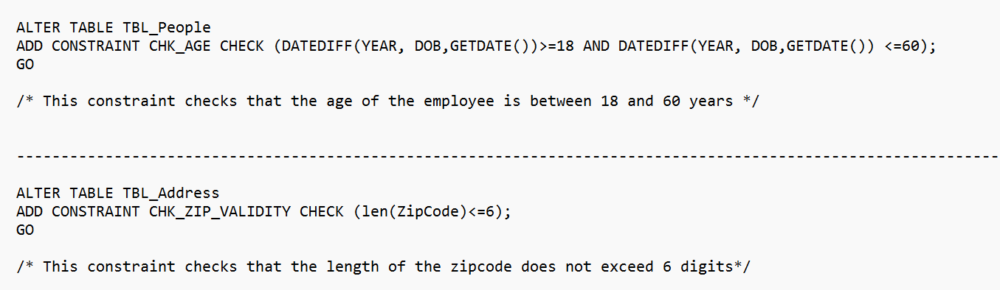 ALTER TABLE TBL_People
ADD CONSTRAINT CHK_AGE CHECK (DATEDIFF(YEAR, DOB,GETDATE())>=18 AND DATEDIFF(YEAR, DOB,GETDATE()) <=60);
GO
/* This constraint checks that the age of the employee is between 18 and 60 years */
---------------------------------------------------------------------------------------------------------------
ALTER TABLE TBL_Address
ADD CONSTRAINT CHK_ZIP_VALIDITY CHECK (len(ZipCode)<=6);
GO
/* This constraint checks that the length of the zipcode does not exceed 6 digits*/